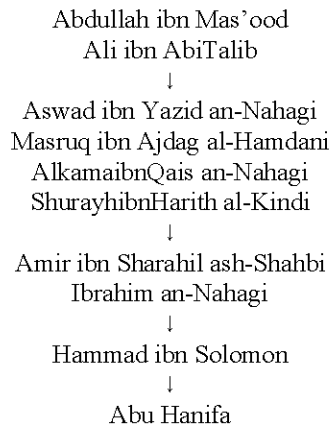 Abdullah ibn Mas’ood
Ali ibn AbiTalib
↓
Aswad ibn Yazid an-Nahagi
Masruq ibn Ajdag al-Hamdani
AlkamaibnQais an-Nahagi
ShurayhibnHarith al-Kindi
↓
Amir ibn Sharahil ash-Shahbi
Ibrahim an-Nahagi
↓
Hammad ibn Solomon
↓
Abu Hanifa